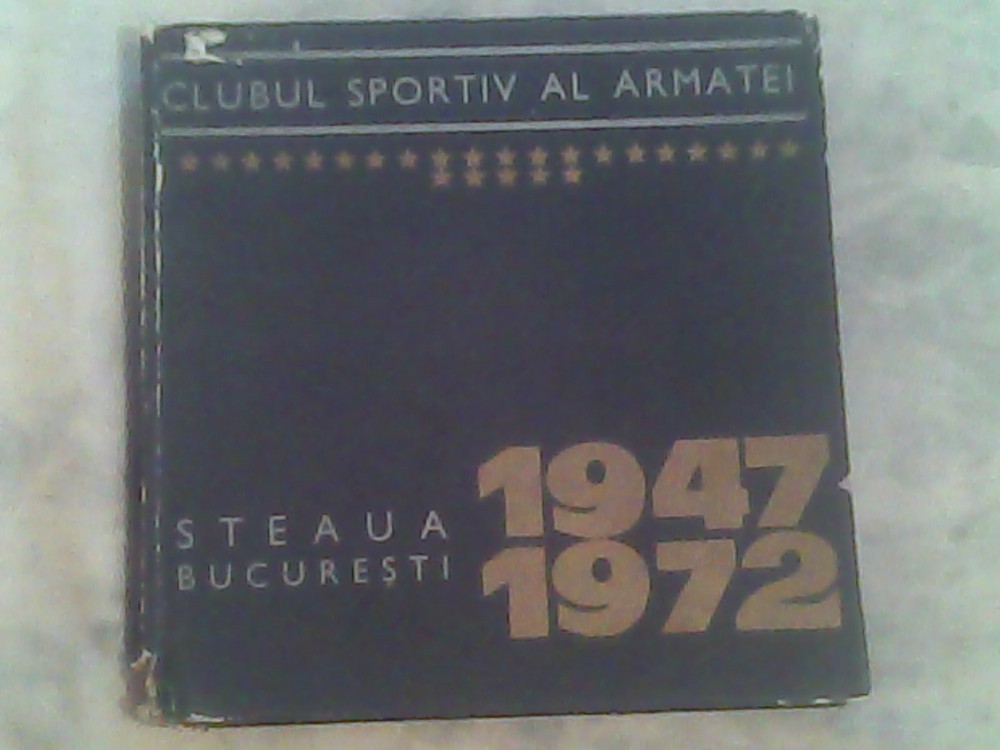 CLUBUL SPORTIV AL ARMATEI
STEAUA
BUCUREȘTI
1947
1972